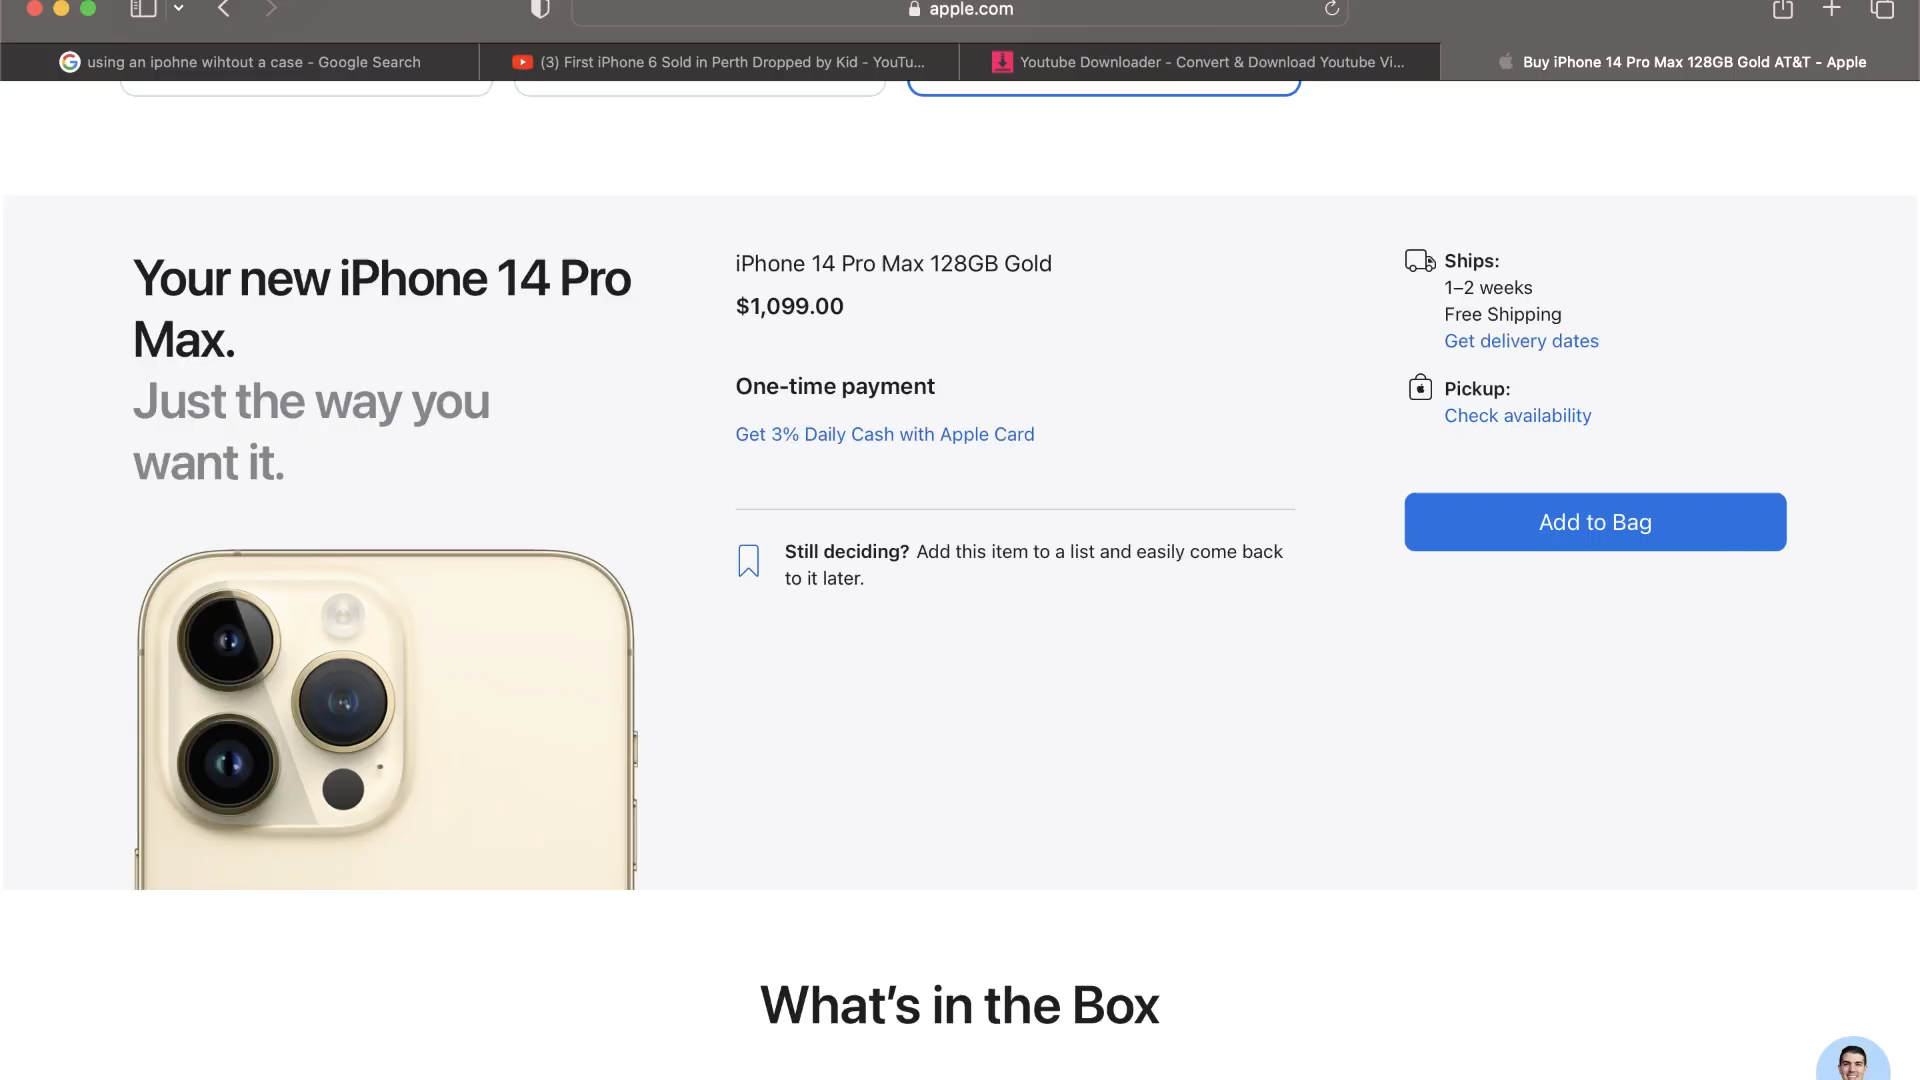 apple.com
using an ipohne wihtout a case - Google Search
(3) First iPhone 6 Sold in Perth Dropped by Kid - YouTu...
Youtube Downloader - Convert & Download Youtube Vi...
Buy iPhone 14 Pro Max 128GB Gold AT&T - Apple
Your new iPhone 14 Pro
Max.
Just the way you
want it.
iPhone 14 Pro Max 128GB Gold
$1,099.00
One-time payment
Get 3% Daily Cash with Apple Card
Still deciding? Add this item to a list and easily come back
to it later.
Ships:
1–2 weeks
Free Shipping
Get delivery dates
Pickup:
Check availability
Add to Bag
What’s in the Box